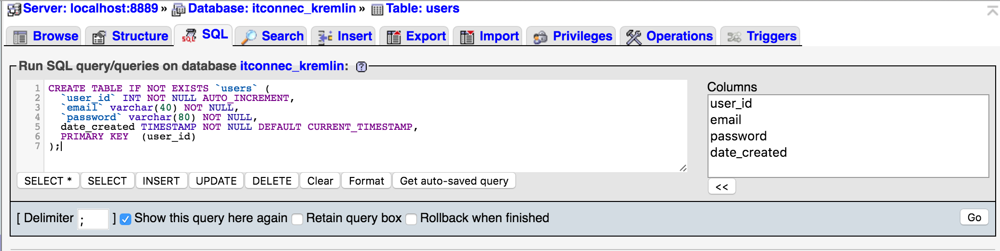 Server: localhost:8889 » Database: itconnec_kremlin » Table: users
Browse Structure SQL Search Insert Export Import Privileges Operations Triggers
Run SQL query/queries on database itconnec_kremlin:
1 CREATE TABLE IF NOT EXISTS `users` (
2 `user_id` INT NOT NULL AUTO_INCREMENT,
3 `email` varchar(40) NOT NULL,
4 `password` varchar(80) NOT NULL,
5 date_created TIMESTAMP NOT NULL DEFAULT CURRENT_TIMESTAMP,
6 PRIMARY KEY (user_id)
7 );
Columns
user_id
email
password
date_created
SELECT * SELECT INSERT UPDATE DELETE Clear Format Get auto-saved query
<<
[ Delimiter ; ] Show this query here again Retain query box Rollback when finished
Go